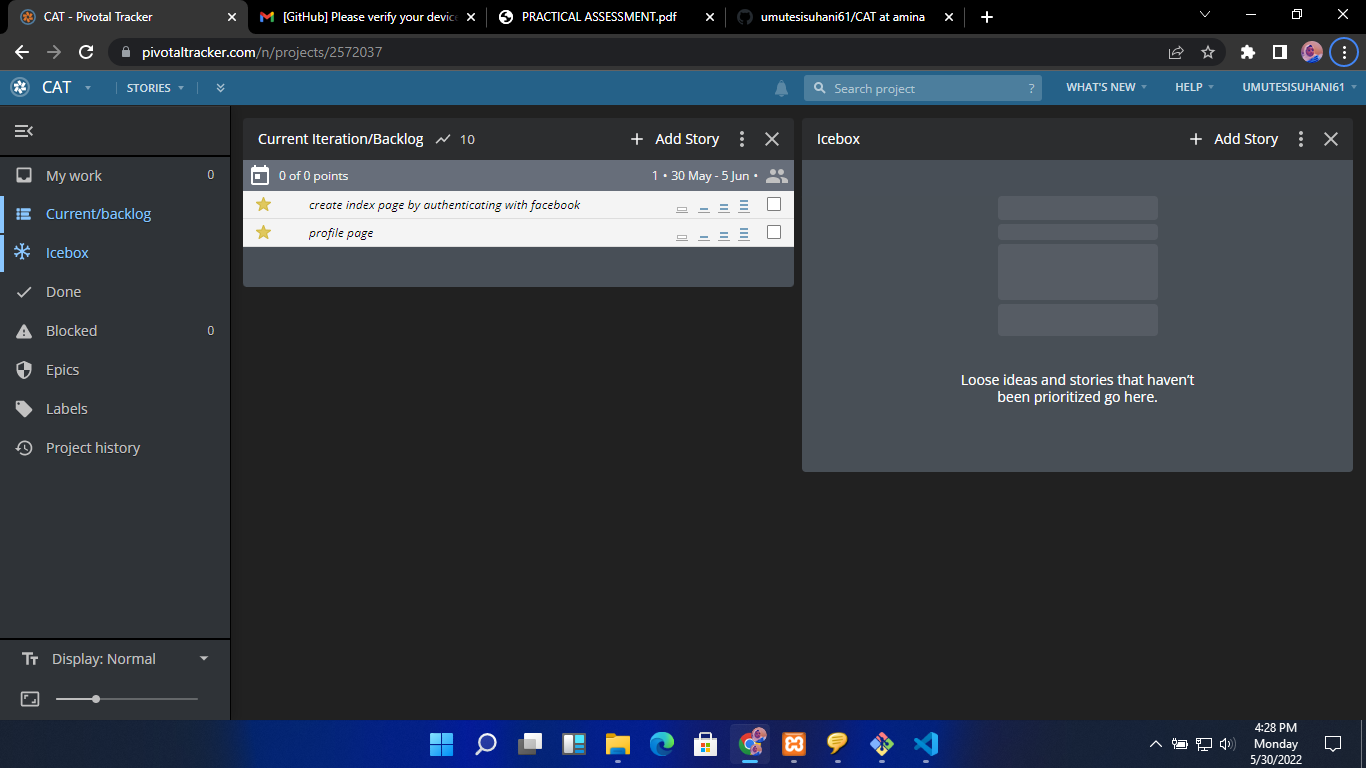 CAT - Pivotal Tracker
[GitHub] Please verify your device
PRACTICAL ASSESSMENT.pdf
umutesisuhani61/CAT at amina
pivotaltracker.com/n/projects/2572037
CAT
STORIES
Search project ?
WHAT'S NEW
HELP
UMUTESISUHANI61
My work 0
Current/backlog
Icebox
Done
Blocked 0
Epics
Labels
Project history
Display: Normal
Current Iteration/Backlog 10 + Add Story
0 of 0 points 1 • 30 May - 5 Jun •
create index page by authenticating with facebook
profile page
Icebox + Add Story
Loose ideas and stories that haven't
been prioritized go here.
4:28 PM
Monday
5/30/2022